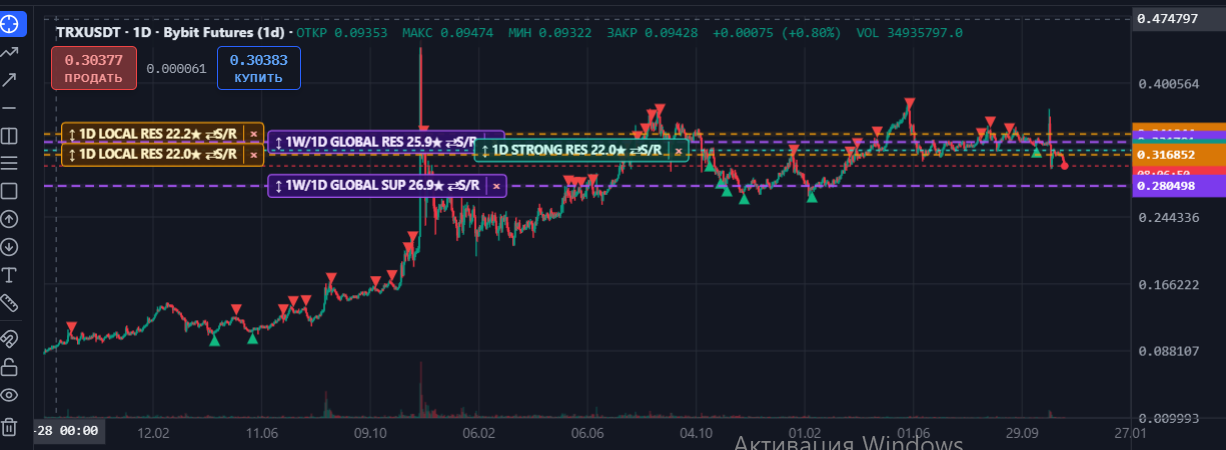 TRXUSDT · 1D · Bybit Futures (1d) · ОТКР 0.09353 МАКС 0.09474 МИН 0.09322 ЗАКР 0.09428 +0.00075 (+0.80%) VOL 34935797.0
0.474797
0.30377
ПРОДАТЬ
0.000061
0.30383
КУПИТЬ
0.400564
↕ 1D LOCAL RES 22.2★ ⇄S/R ×
↕ 1W/1D GLOBAL RES 25.9★ ⇄S/R
↕ 1D LOCAL RES 22.0★ ⇄S/R ×
↕ 1D STRONG RES 22.0★ ⇄S/R ×
0.316852
↕ 1W/1D GLOBAL SUP 26.9★ ⇄S/R ×
0.280498
0.244336
0.166222
0.088107
0.009993
-28 00:00
12.02
11.06
09.10
06.02
06.06
04.10
01.02
01.06
29.09
27.01
Активация Windows